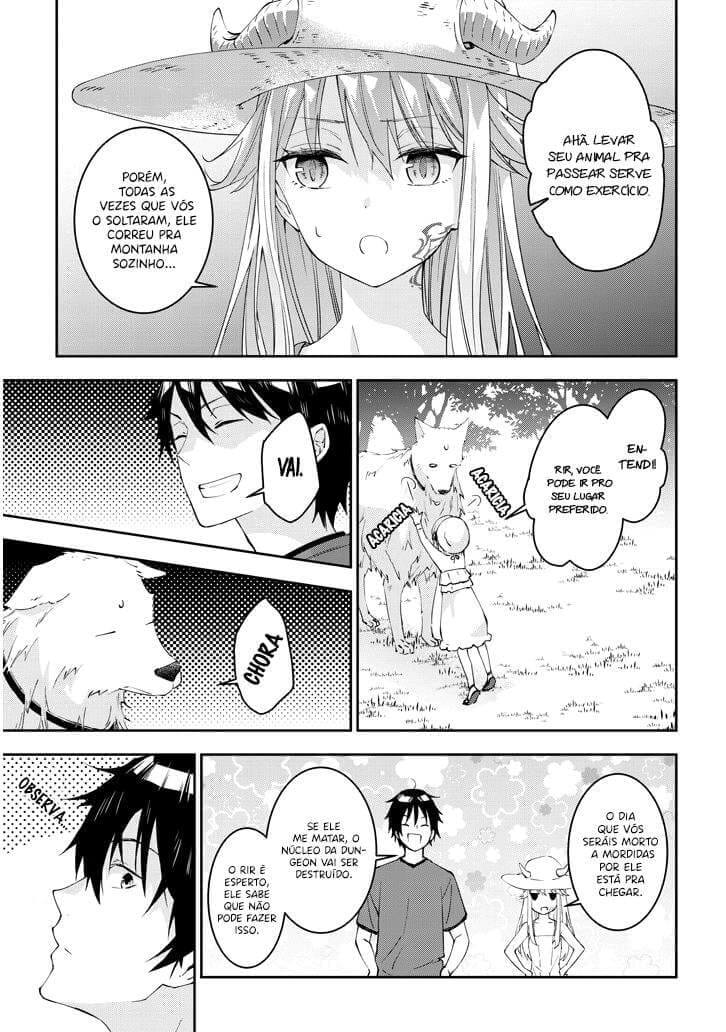 AHÃ. LEVAR
SEU ANIMAL PRA
PASSEAR SERVE
COMO EXERCÍCIO.
PORÉM,
TODAS AS
VEZES QUE VÓS
O SOLTARAM, ELE
CORREU PRA
MONTANHA
SOZINHO...
EN-
TENDI!
RIR, VOCÊ
PODE IR PRO
SEU LUGAR
PREFERIDO.
ACARICIA
ACARICIA
VAI.
CHORA
O DIA
QUE VÓS
SERÁIS MORTO
A MORDIDAS
POR ELE
ESTÁ PRA
CHEGAR.
SE ELE
ME MATAR, O
NÚCLEO DA DUN-
GEON VAI SER
DESTRUÍDO.
O RIR É
ESPERTO, ELE SABE
QUE NÃO
PODE FAZER
ISSO.
OBSERVA...